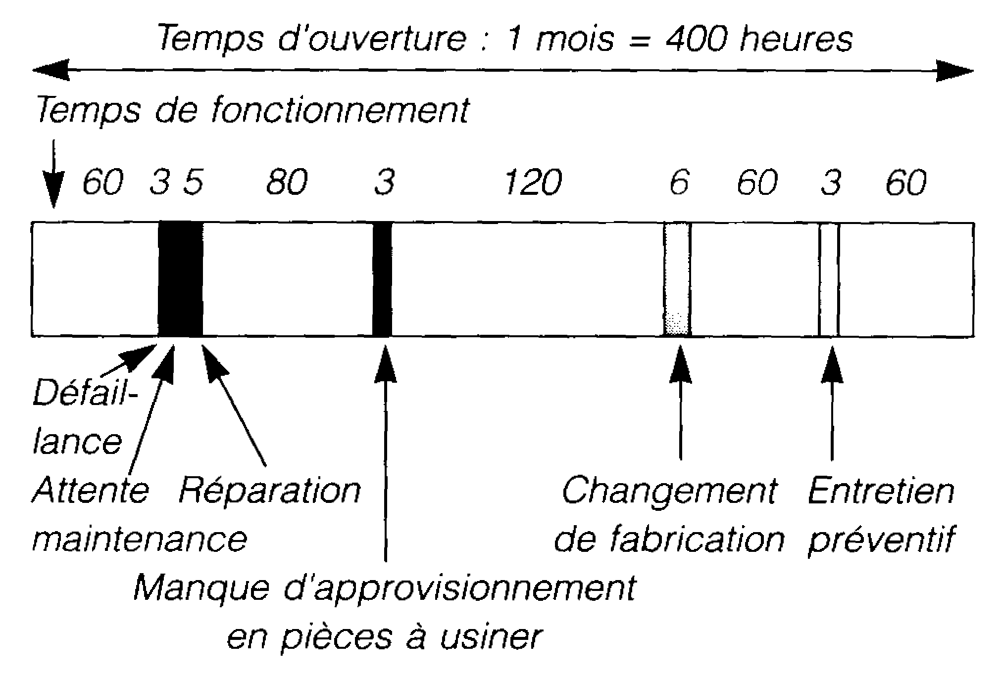 Temps d'ouverture : 1 mois = 400 heures
Temps de fonctionnement
60 3 5 80 3 120 6 60 3 60
Défail-
lance
Attente Réparation Changement Entretien
maintenance de fabrication préventif
Manque d'approvisionnement
en pièces à usiner